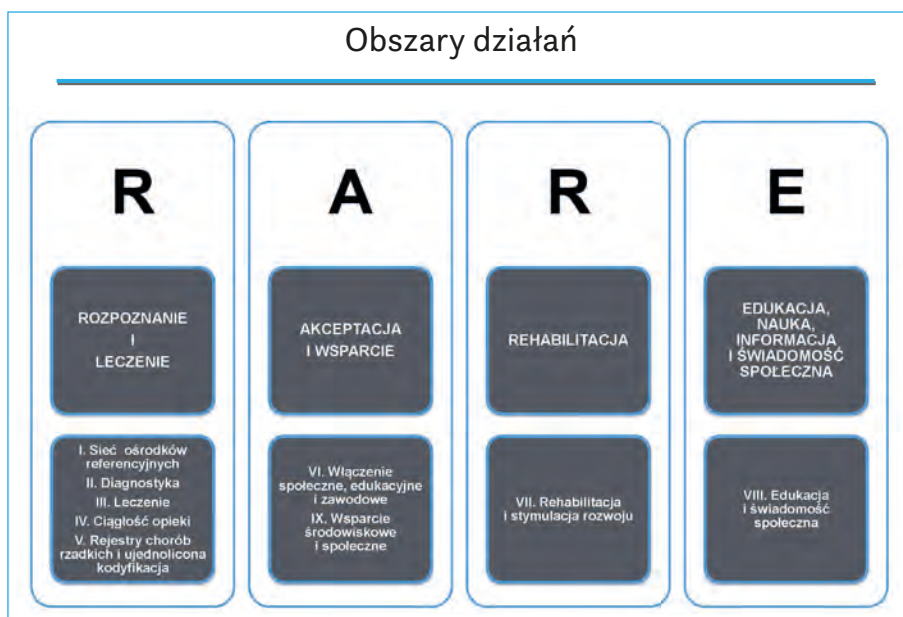 Obszary działań
R
ROZPOZNANIE
I
LECZENIE
I. Sieć ośrodków
referencyjnych
II. Diagnostyka
III. Leczenie
IV. Ciągłość opieki
V. Rejestry chorób
rzadkich i ujednolicona
kodyfikacja
A
AKCEPTACJA
I WSPARCIE
VI. Włączenie
społeczne, edukacyjne
i zawodowe
IX. Wsparcie
środowiskowe
i społeczne
R
REHABILITACJA
VII. Rehabilitacja
i stymulacja rozwoju
E
EDUKACJA,
NAUKA,
INFORMACJA
I ŚWIADOMOŚĆ
SPOŁECZNA
VIII. Edukacja
i świadomość
społeczna